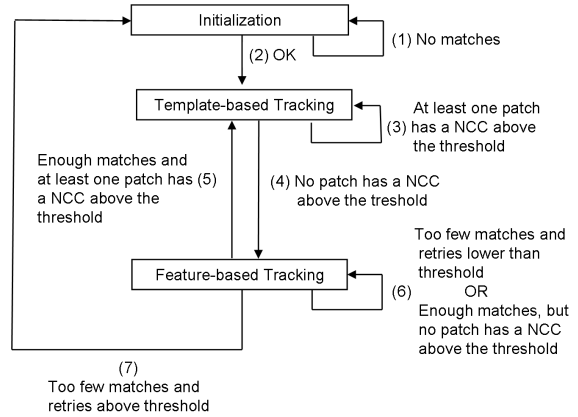 Initialization
(1) No matches
(2) OK
Template-based Tracking
At least one patch
(3) has a NCC above
the threshold
Enough matches and
at least one patch has (5)
a NCC above the
threshold
(4) No patch has a NCC
above the treshold
Feature-based Tracking
Too few matches and
retries lower than
threshold
(6) OR
Enough matches, but
no patch has a NCC
above the threshold
(7)
Too few matches and
retries above threshold